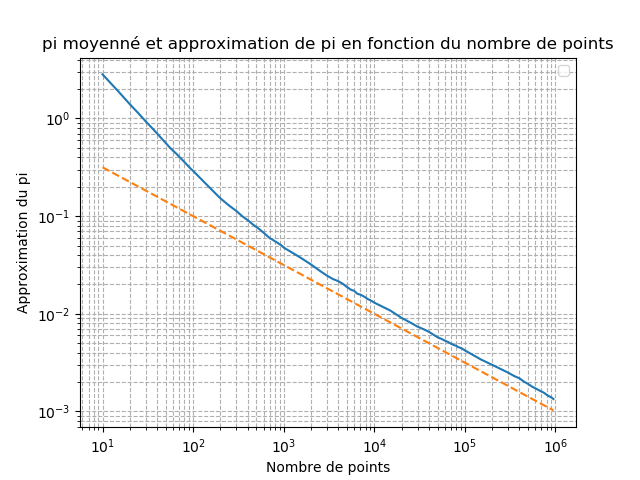 pi moyenné et approximation de pi en fonction du nombre de points
Approximation du pi
10⁰
10⁻¹
10⁻²
10⁻³
10¹ 10² 10³ 10⁴ 10⁵ 10⁶
Nombre de points